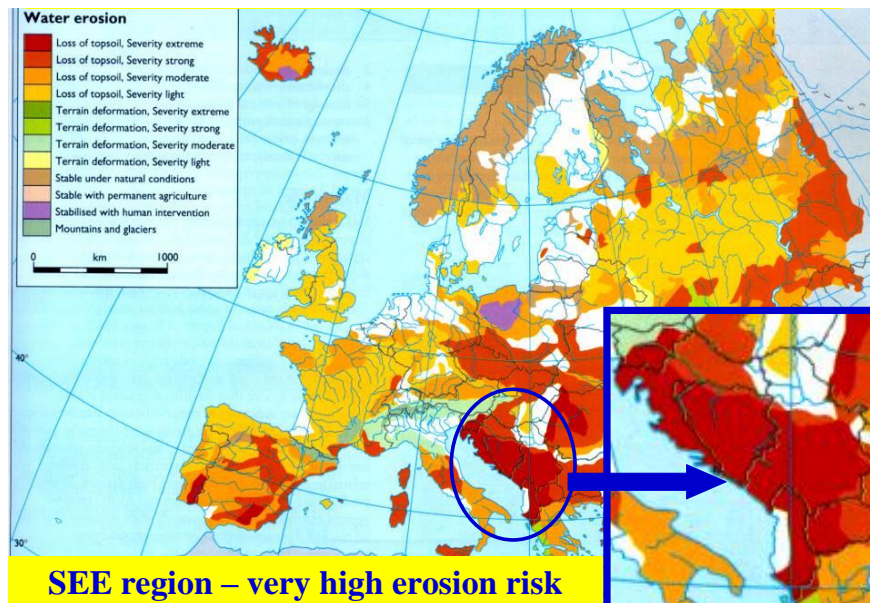 Water erosion
Loss of topsoil, Severity extreme
Loss of topsoil, Severity strong
Loss of topsoil, Severity moderate
Loss of topsoil, Severity light
Terrain deformation, Severity extreme
Terrain deformation, Severity strong
Terrain deformation, Severity moderate
Terrain deformation, Severity light
Stable under natural conditions
Stable with permanent agriculture
Stabilised with human intervention
Mountains and glaciers
km
0 1000
40°
30°
SEE region – very high erosion risk